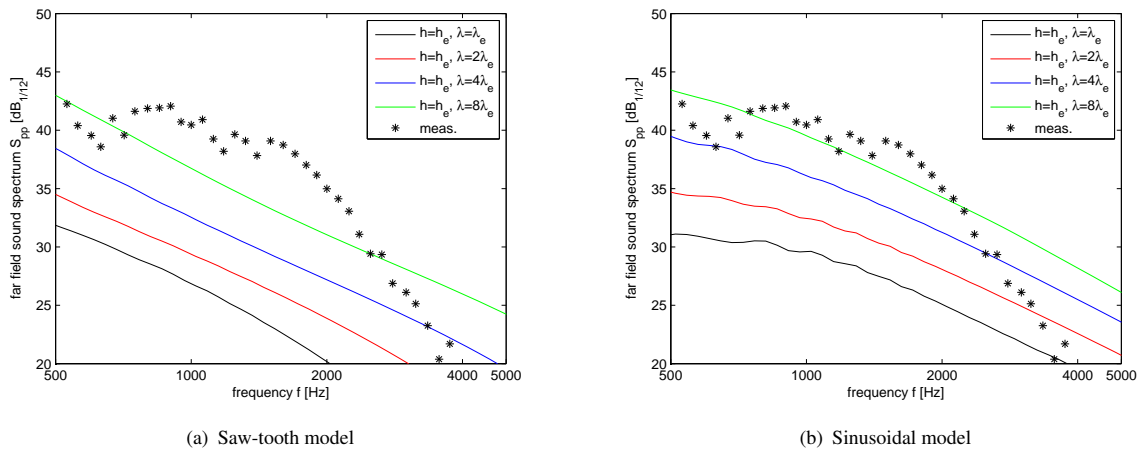 50
45
40
35
30
25
20
far field sound spectrum S_pp [dB_1/12]
500
1000
2000
4000
5000
frequency f [Hz]
h=h_e, λ=λ_e
h=h_e, λ=2λ_e
h=h_e, λ=4λ_e
h=h_e, λ=8λ_e
meas.
(a) Saw-tooth model
50
45
40
35
30
25
20
far field sound spectrum S_pp [dB_1/12]
500
1000
2000
4000
5000
frequency f [Hz]
h=h_e, λ=λ_e
h=h_e, λ=2λ_e
h=h_e, λ=4λ_e
h=h_e, λ=8λ_e
meas.
(b) Sinusoidal model